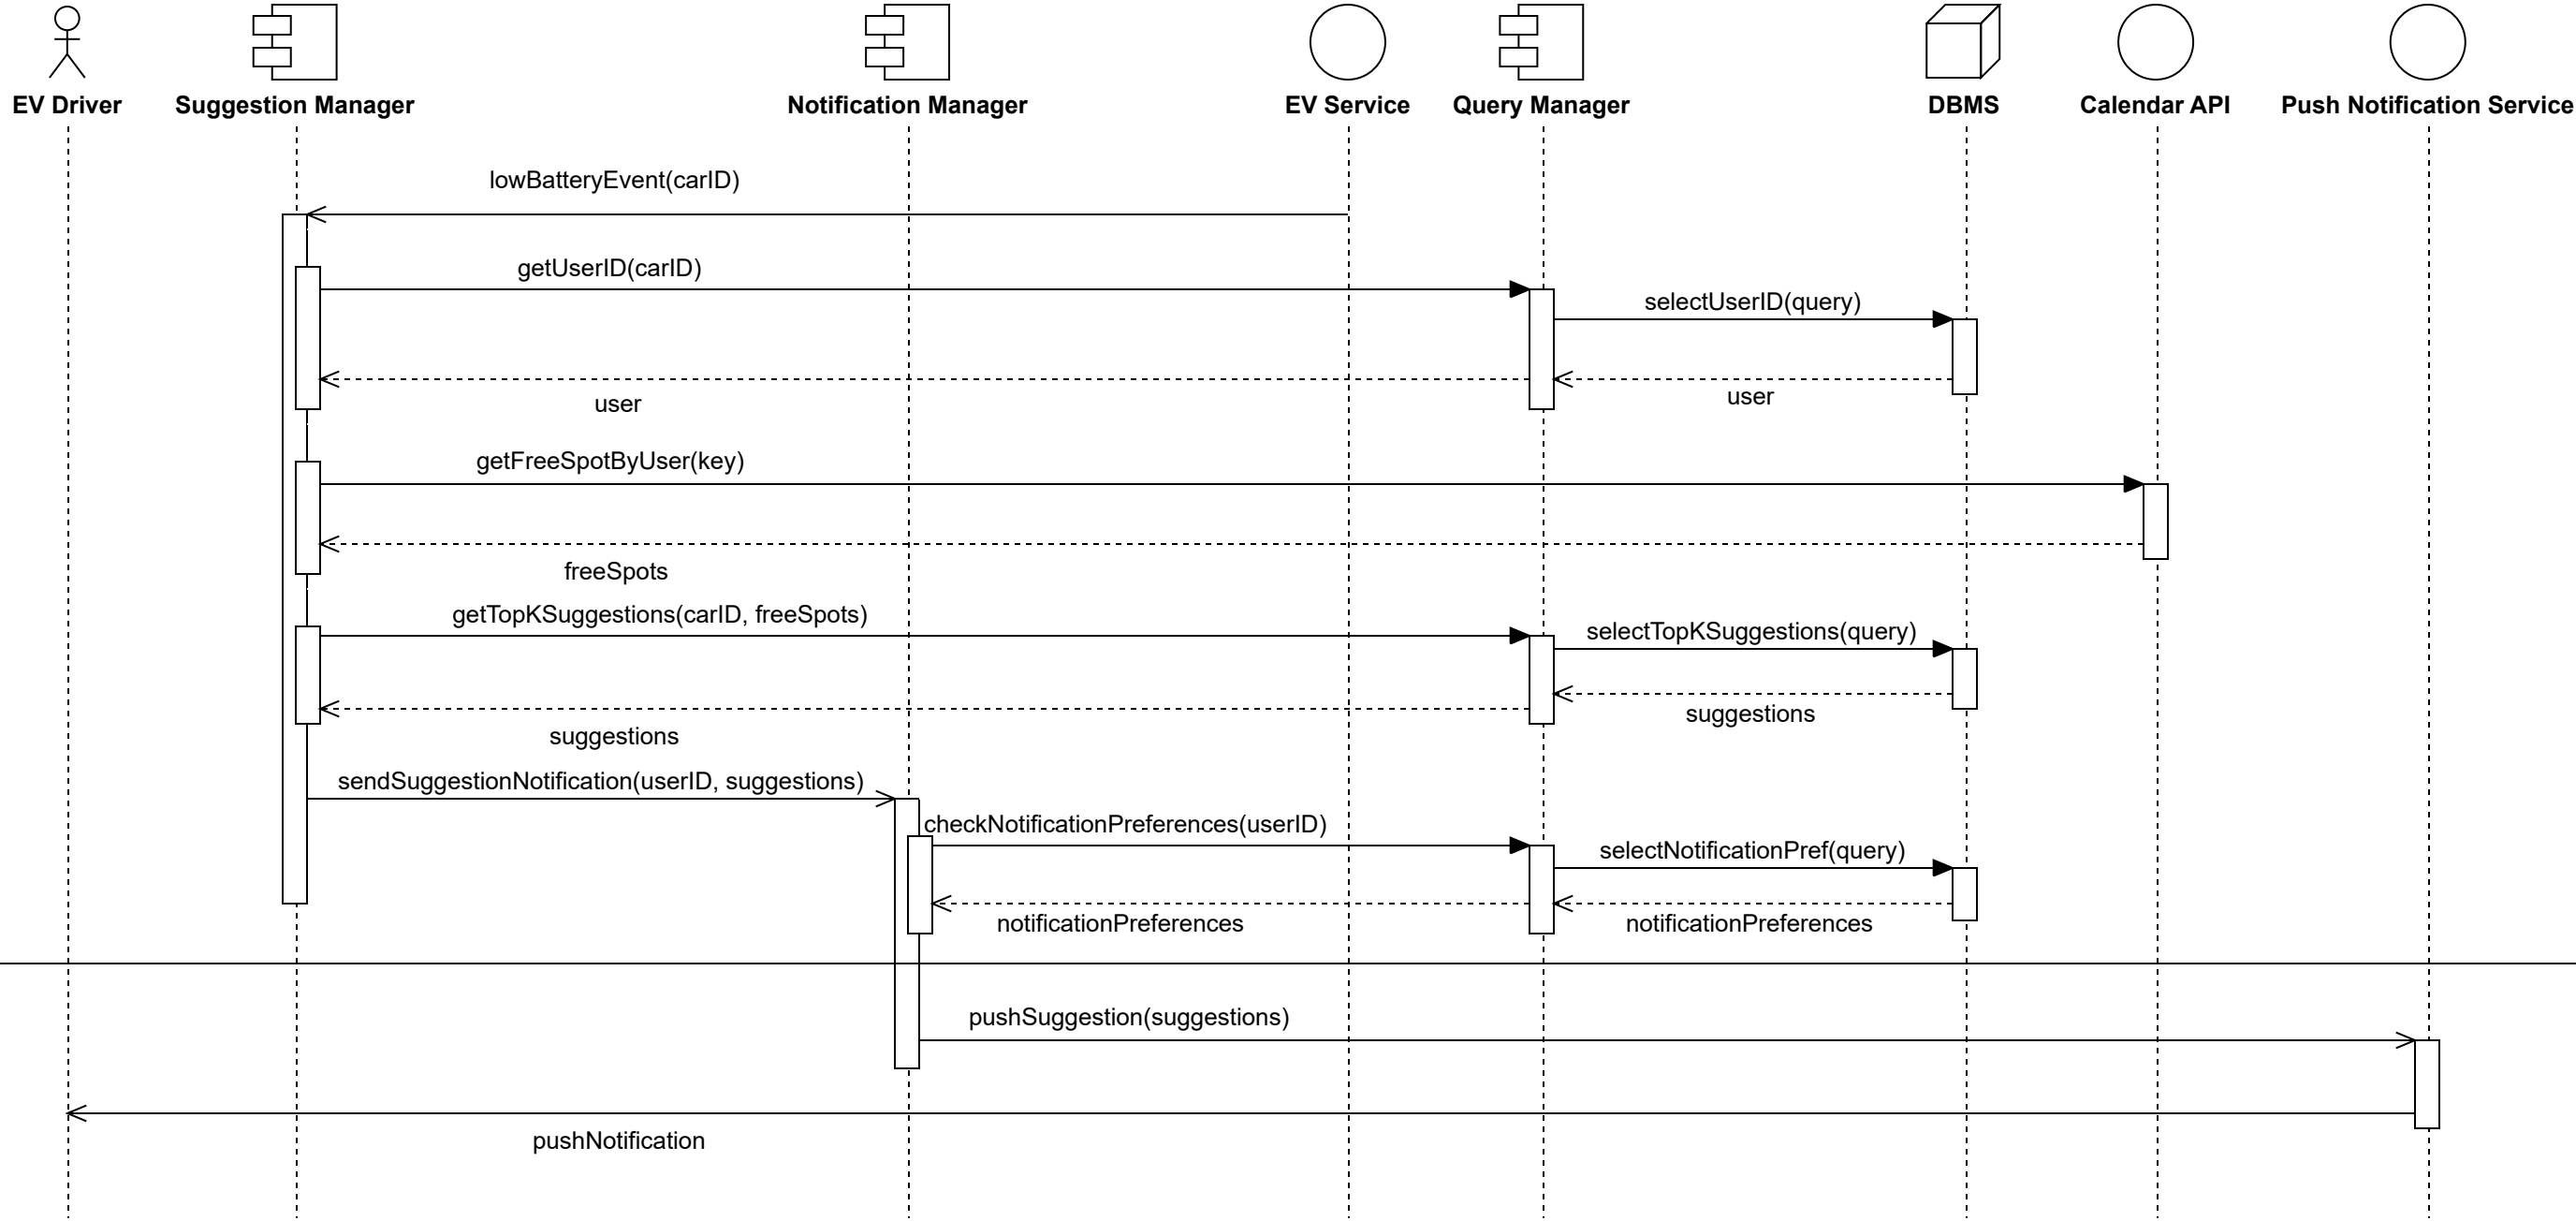 EV Driver
Suggestion Manager
Notification Manager
EV Service
Query Manager
DBMS
Calendar API
Push Notification Service
lowBatteryEvent(carID)
getUserID(carID)
selectUserID(query)
user
user
getFreeSpotByUser(key)
freeSpots
getTopKSuggestions(carID, freeSpots)
selectTopKSuggestions(query)
suggestions
suggestions
sendSuggestionNotification(userID, suggestions)
checkNotificationPreferences(userID)
selectNotificationPref(query)
notificationPreferences
notificationPreferences
pushSuggestion(suggestions)
pushNotification